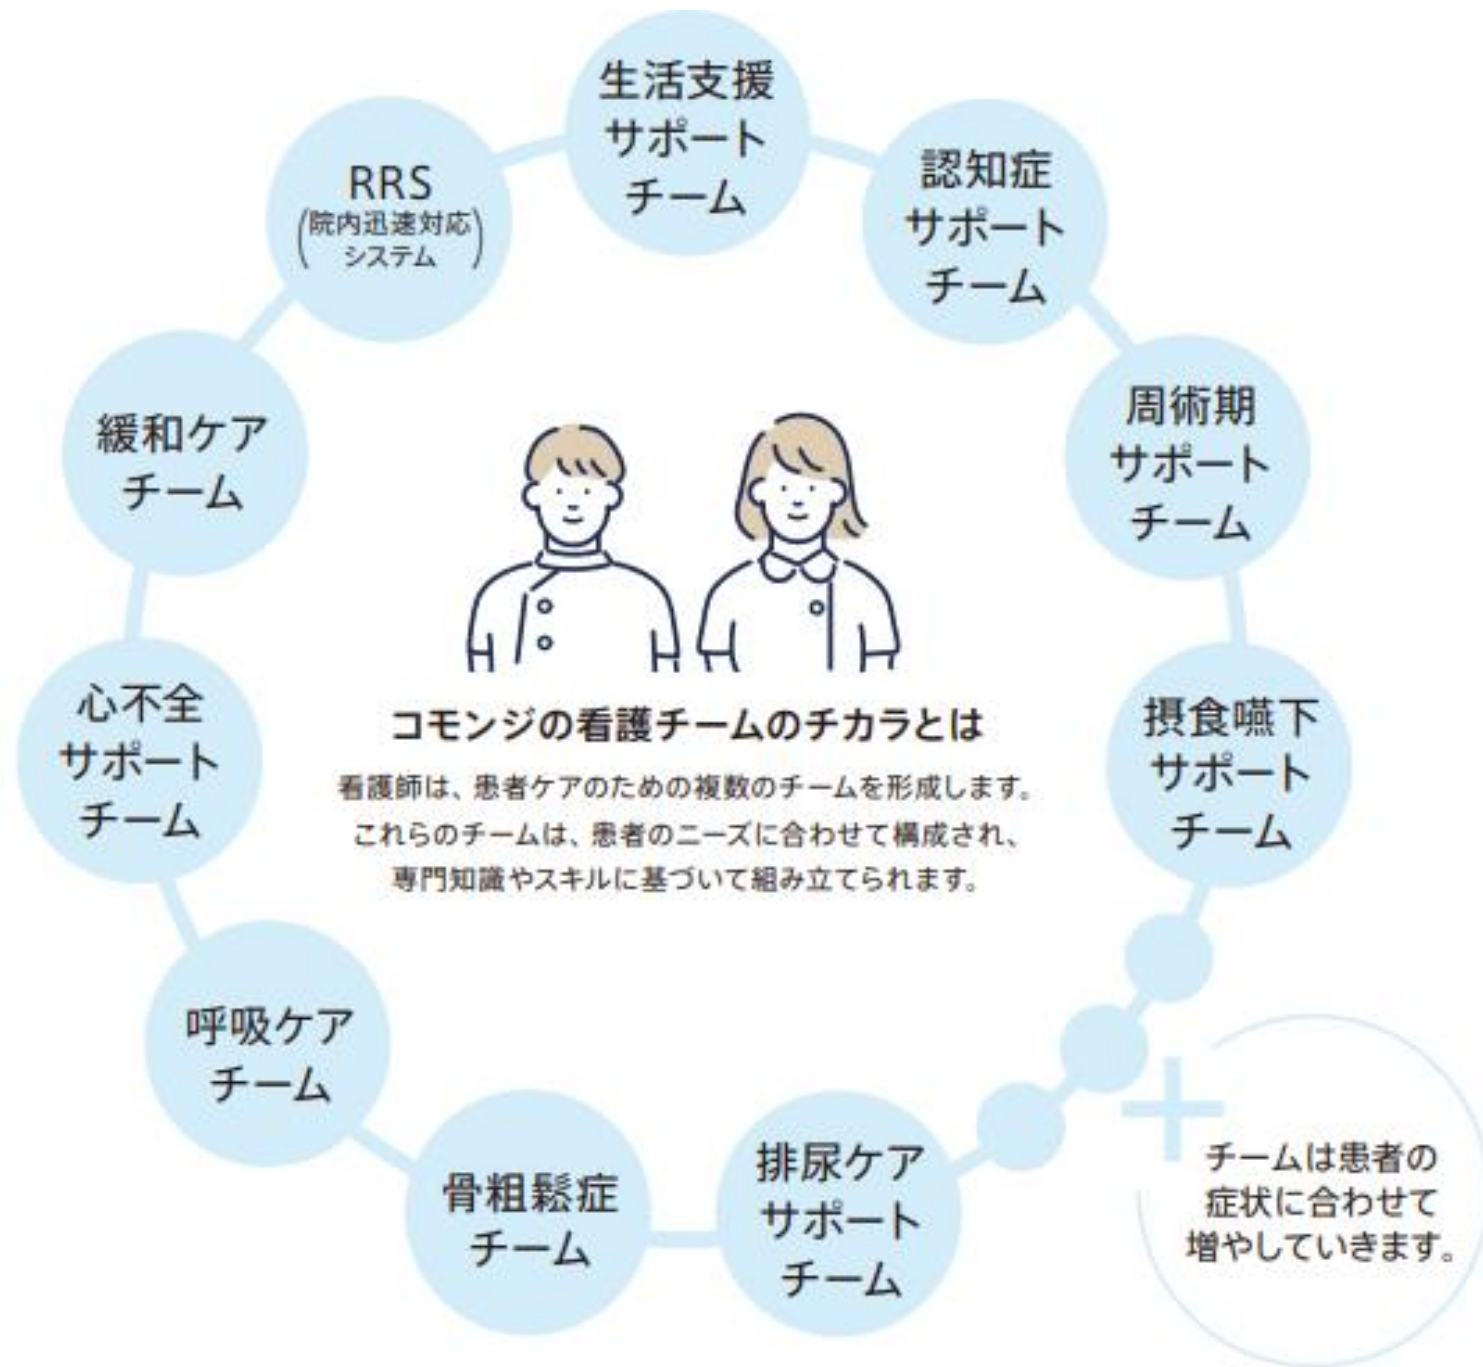 生活支援
サポート
チーム
認知症
サポート
チーム
周術期
サポート
チーム
摂食嚥下
サポート
チーム
排尿ケア
サポート
チーム
骨粗鬆症
チーム
呼吸ケア
チーム
心不全
サポート
チーム
緩和ケア
チーム
RRS
(院内迅速対応
システム)
コモンジの看護チームのチカラとは
看護師は、患者ケアのための複数のチームを形成します。
これらのチームは、患者のニーズに合わせて構成され、
専門知識やスキルに基づいて組み立てられます。
+
チームは患者の
症状に合わせて
増やしていきます。